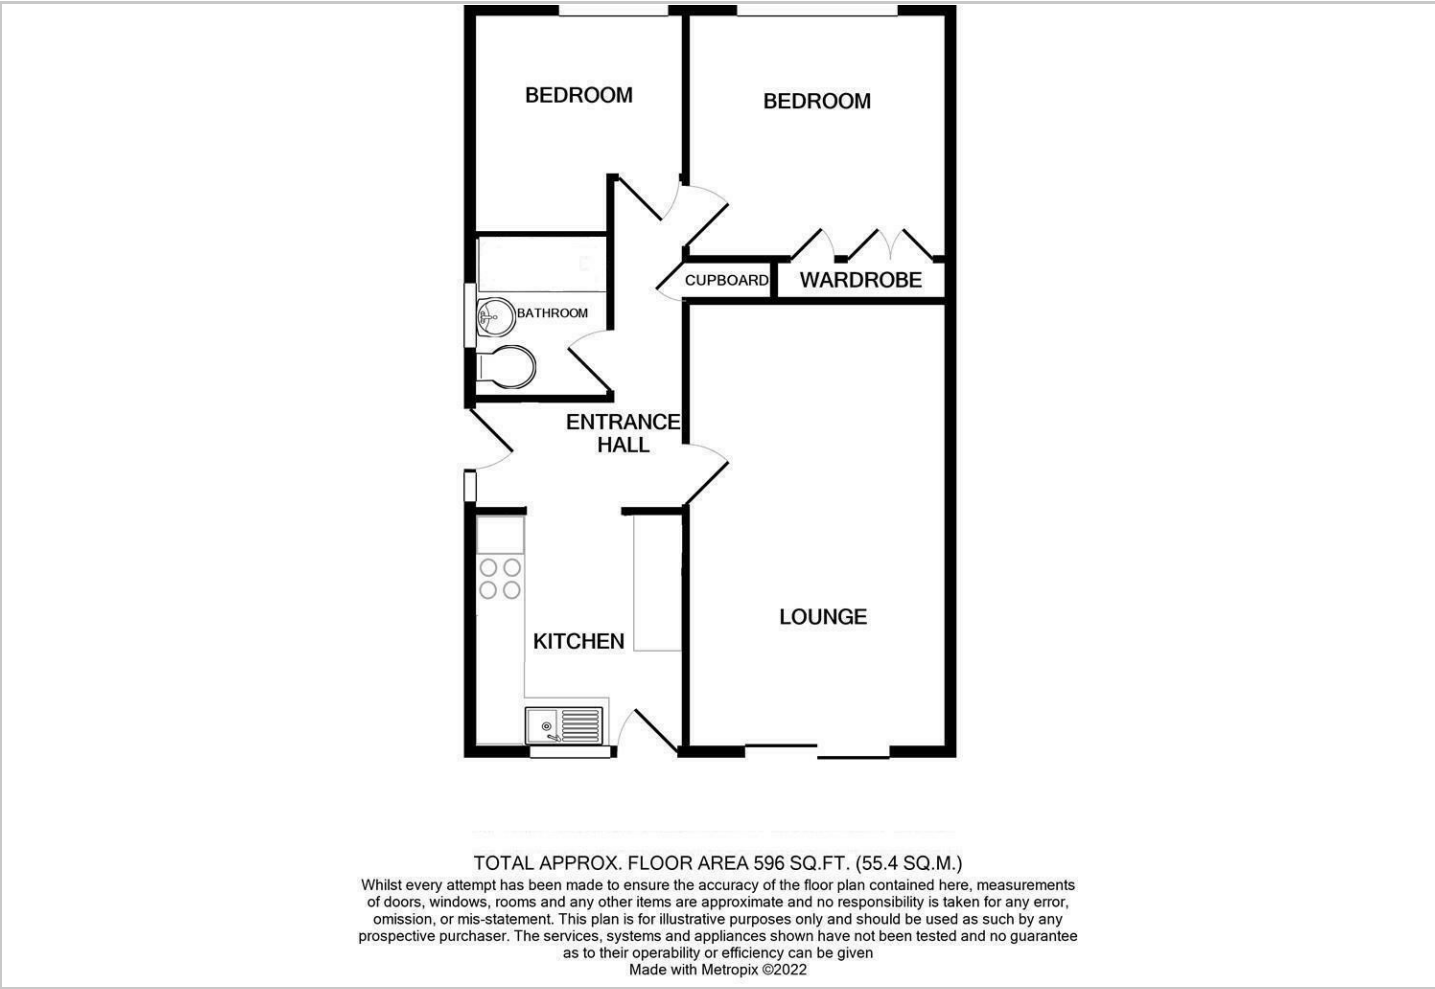 BEDROOM
BEDROOM
CUPBOARD
WARDROBE
BATHROOM
ENTRANCE
HALL
LOUNGE
KITCHEN
TOTAL APPROX. FLOOR AREA 596 SQ.FT. (55.4 SQ.M.)
Whilst every attempt has been made to ensure the accuracy of the floor plan contained here, measurements
of doors, windows, rooms and any other items are approximate and no responsibility is taken for any error,
omission, or mis-statement. This plan is for illustrative purposes only and should be used as such by any
prospective purchaser. The services, systems and appliances shown have not been tested and no guarantee
as to their operability or efficiency can be given
Made with Metropix ©2022